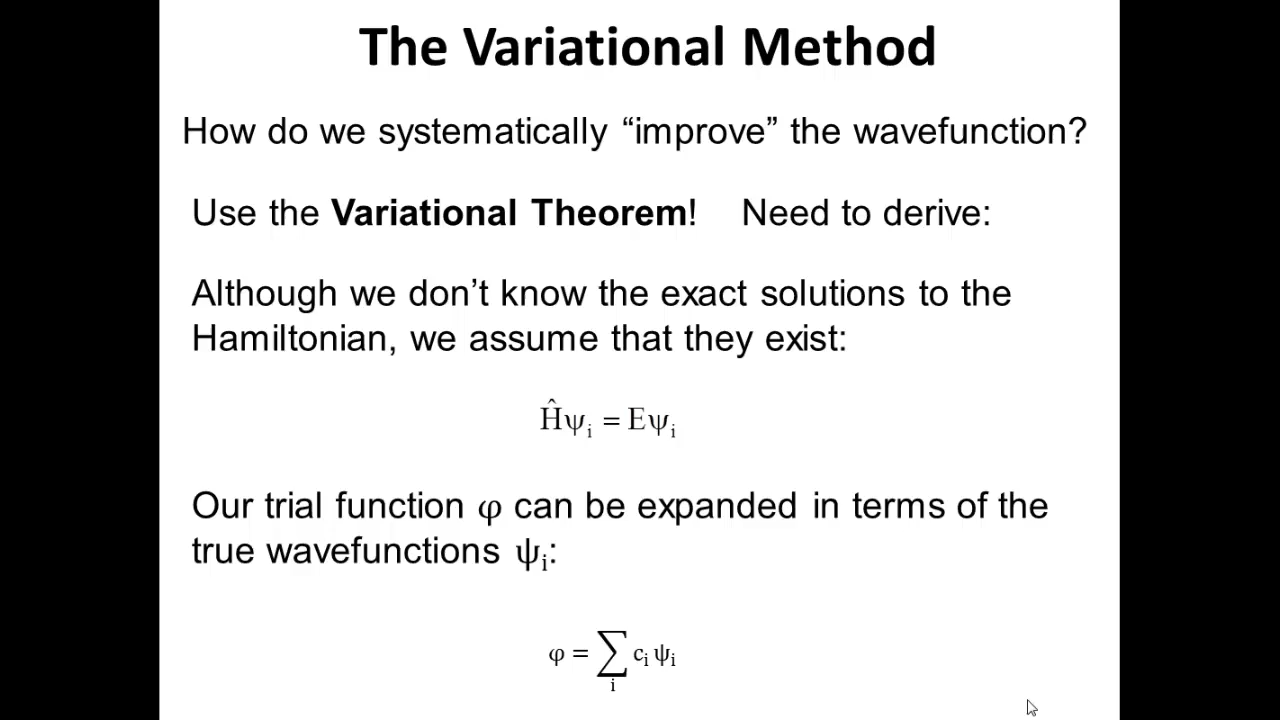 The Variational Method
How do we systematically “improve” the wavefunction?
Use the Variational Theorem! Need to derive:
Although we don’t know the exact solutions to the
Hamiltonian, we assume that they exist:
Ĥψᵢ = Eψᵢ
Our trial function φ can be expanded in terms of the
true wavefunctions ψᵢ:
φ = ∑ cᵢ ψᵢ
i